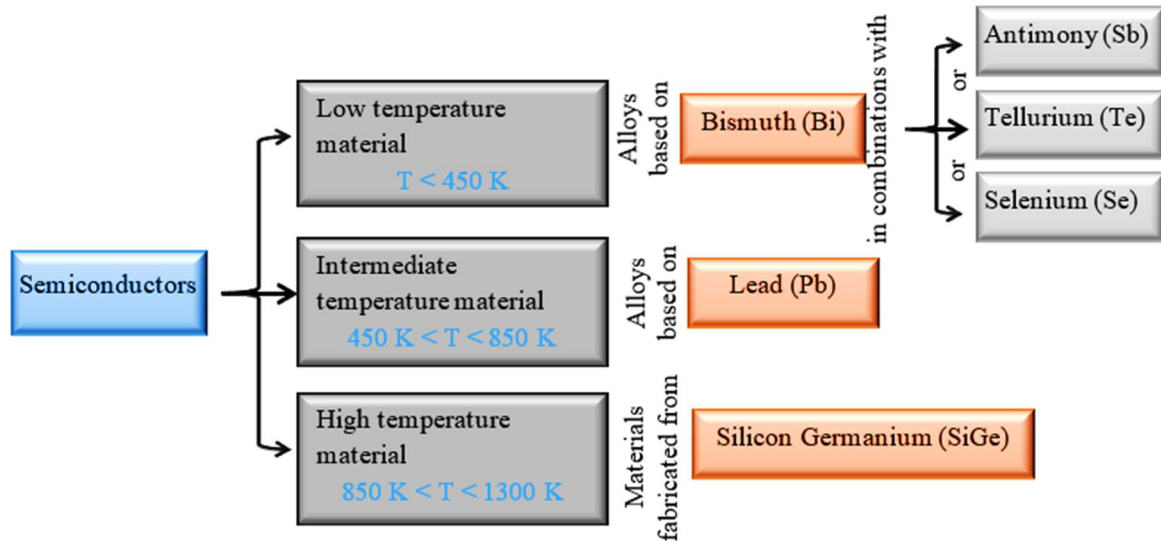 Semiconductors
Low temperature
material
T < 450 K
Alloys
based on
Bismuth (Bi)
in combinations with
Antimony (Sb)
or
Tellurium (Te)
or
Selenium (Se)
Intermediate
temperature material
450 K < T < 850 K
Alloys
based on
Lead (Pb)
High temperature
material
850 K < T < 1300 K
Materials
fabricated from
Silicon Germanium (SiGe)